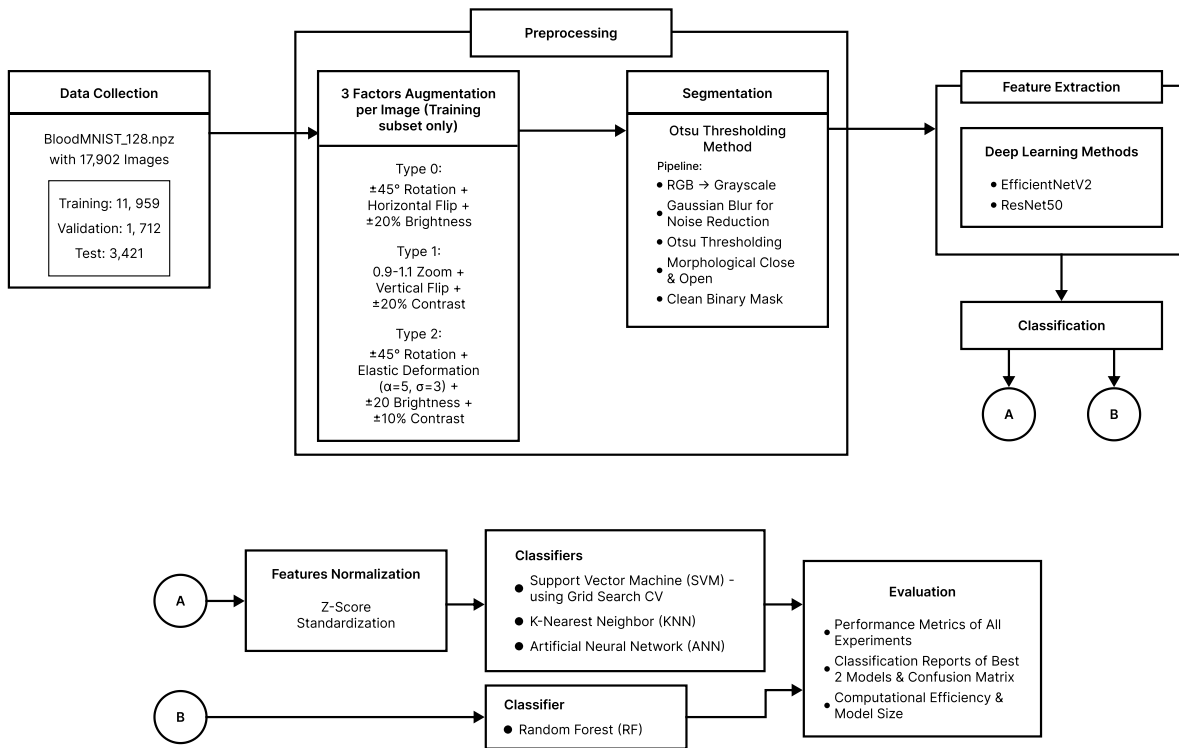 Preprocessing
Data Collection
BloodMNIST_128.npz
with 17,902 Images
Training: 11, 959
Validation: 1, 712
Test: 3,421
3 Factors Augmentation
per Image (Training
subset only)
Type 0:
±45° Rotation +
Horizontal Flip +
±20% Brightness
Type 1:
0.9-1.1 Zoom +
Vertical Flip +
±20% Contrast
Type 2:
±45° Rotation +
Elastic Deformation
(α=5, σ=3) +
±20 Brightness +
±10% Contrast
Segmentation
Otsu Thresholding
Method
Pipeline:
● RGB → Grayscale
● Gaussian Blur for
Noise Reduction
● Otsu Thresholding
● Morphological Close
& Open
● Clean Binary Mask
Feature Extraction
Deep Learning Methods
● EfficientNetV2
● ResNet50
Classification
A
B
A
Features Normalization
Z-Score
Standardization
Classifiers
● Support Vector Machine (SVM) -
using Grid Search CV
● K-Nearest Neighbor (KNN)
● Artificial Neural Network (ANN)
B
Classifier
● Random Forest (RF)
Evaluation
● Performance Metrics of All
Experiments
● Classification Reports of Best
2 Models & Confusion Matrix
● Computational Efficiency &
Model Size